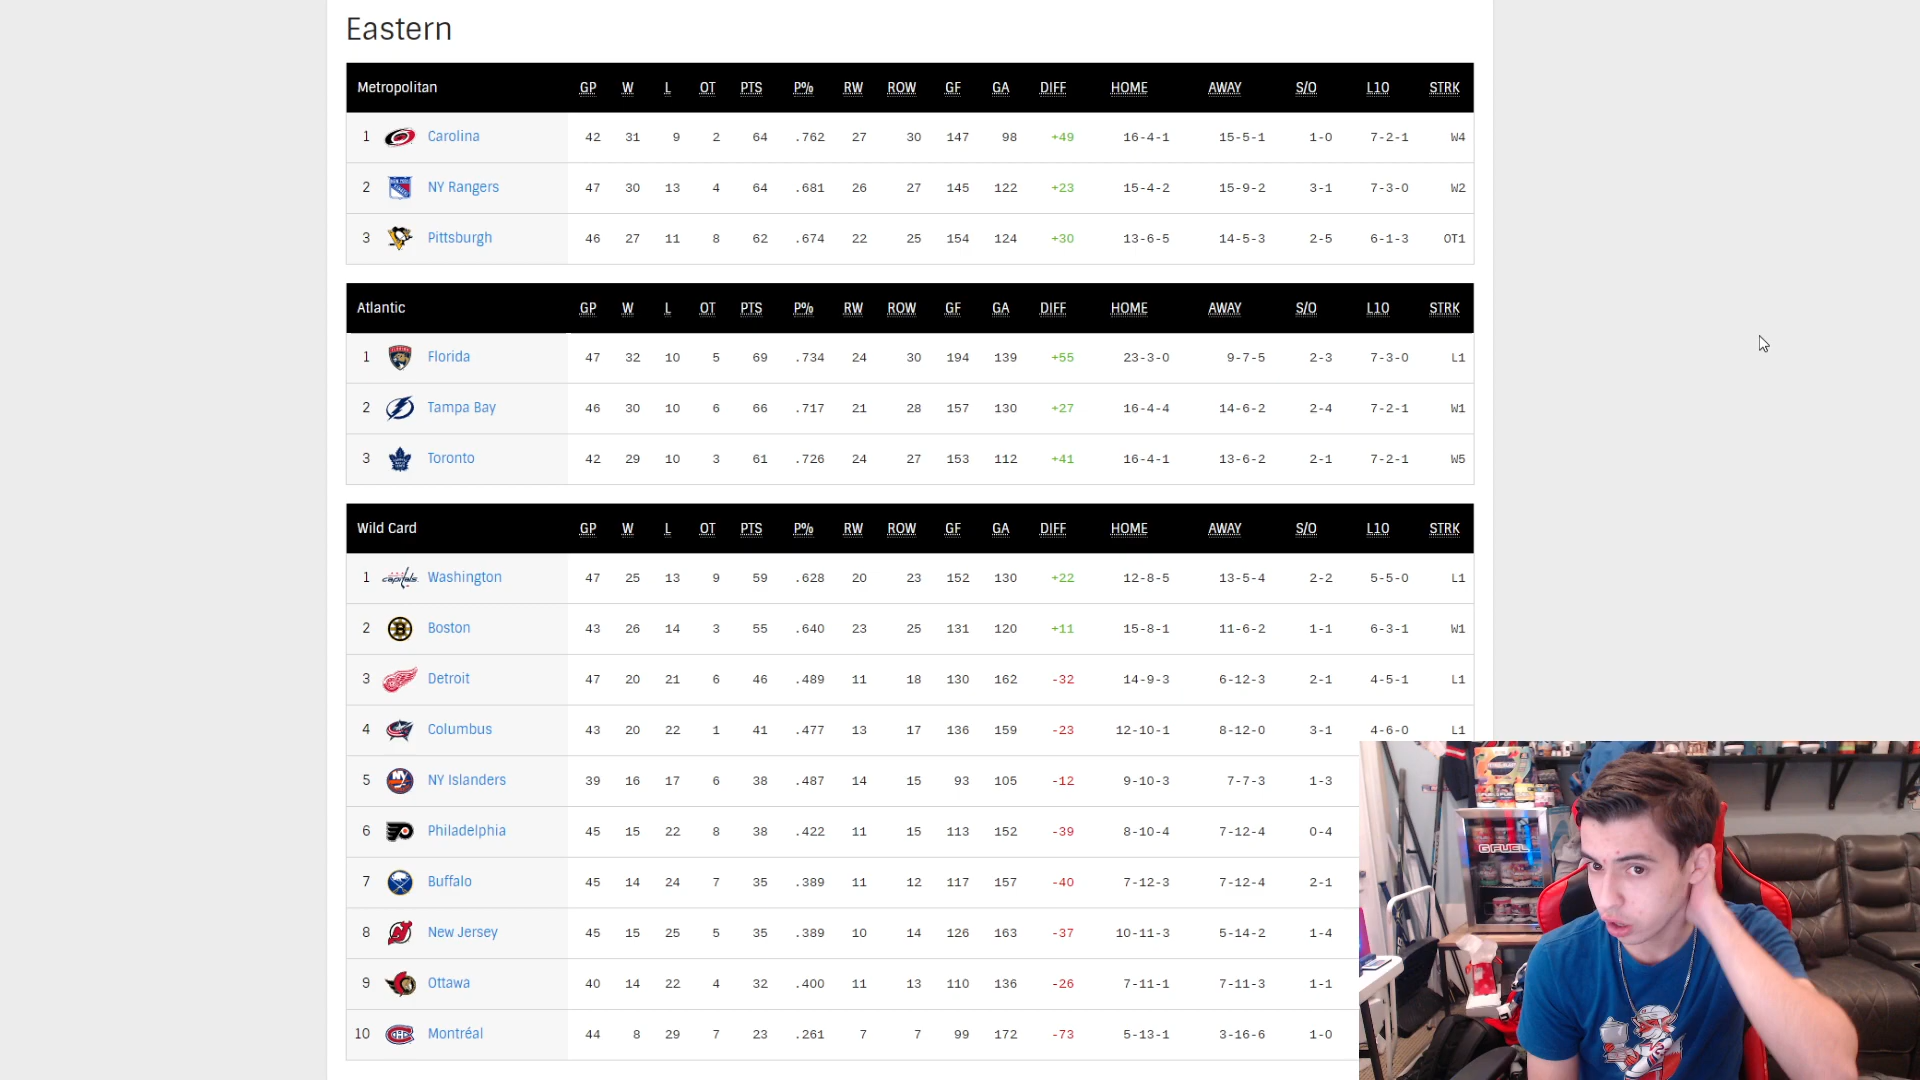 Eastern
Metropolitan GP W L OT PTS P% RW ROW GF GA DIFF HOME AWAY S/O L10 STRK
1 Carolina 42 31 9 2 64 .762 27 30 147 98 +49 16-4-1 15-5-1 1-0 7-2-1 W4
2 NY Rangers 47 30 13 4 64 .681 26 27 145 122 +23 15-4-2 15-9-2 3-1 7-3-0 W2
3 Pittsburgh 46 27 11 8 62 .674 22 25 154 124 +30 13-6-5 14-5-3 2-5 6-1-3 OT1
Atlantic GP W L OT PTS P% RW ROW GF GA DIFF HOME AWAY S/O L10 STRK
1 Florida 47 32 10 5 69 .734 24 30 194 139 +55 23-3-0 9-7-5 2-3 7-3-0 L1
2 Tampa Bay 46 30 10 6 66 .717 21 28 157 130 +27 16-4-4 14-6-2 2-4 7-2-1 W1
3 Toronto 42 29 10 3 61 .726 24 27 153 112 +41 16-4-1 13-6-2 2-1 7-2-1 W5
Wild Card GP W L OT PTS P% RW ROW GF GA DIFF HOME AWAY S/O L10 STRK
1 capitals Washington 47 25 13 9 59 .628 20 23 152 130 +22 12-8-5 13-5-4 2-2 5-5-0 L1
2 B Boston 43 26 14 3 55 .640 23 25 131 120 +11 15-8-1 11-6-2 1-1 6-3-1 W1
3 Detroit 47 20 21 6 46 .489 11 18 130 162 -32 14-9-3 6-12-3 2-1 4-5-1 L1
4 Columbus 43 20 22 1 41 .477 13 17 136 159 -23 12-10-1 8-12-0 3-1 4-6-0 L1
5 NY NY Islanders 39 16 17 6 38 .487 14 15 93 105 -12 9-10-3 7-7-3 1-3
6 Philadelphia 45 15 22 8 38 .422 11 15 113 152 -39 8-10-4 7-12-4 0-4
7 Buffalo 45 14 24 7 35 .389 11 12 117 157 -40 7-12-3 7-12-4 2-1
8 New Jersey 45 15 25 5 35 .389 10 14 126 163 -37 10-11-3 5-14-2 1-4
9 Ottawa 40 14 22 4 32 .400 11 13 110 136 -26 7-11-1 7-11-3 1-1
10 Montréal 44 8 29 7 23 .261 7 7 99 172 -73 5-13-1 3-16-6 1-0
G FUEL